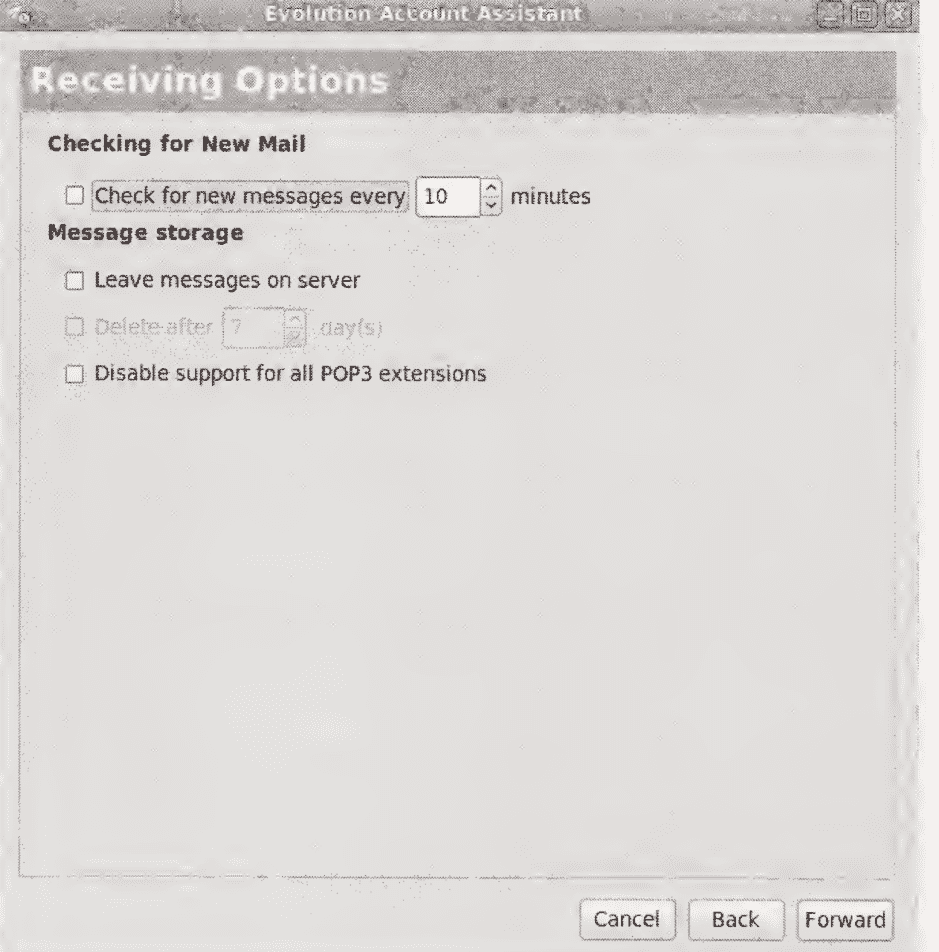 Evolution Account Assistant
Receiving Options
Checking for New Mail
Check for new messages every 10 minutes
Message storage
Leave messages on server
Delete after 7 day(s)
Disable support for all POP3 extensions
Cancel Back Forward